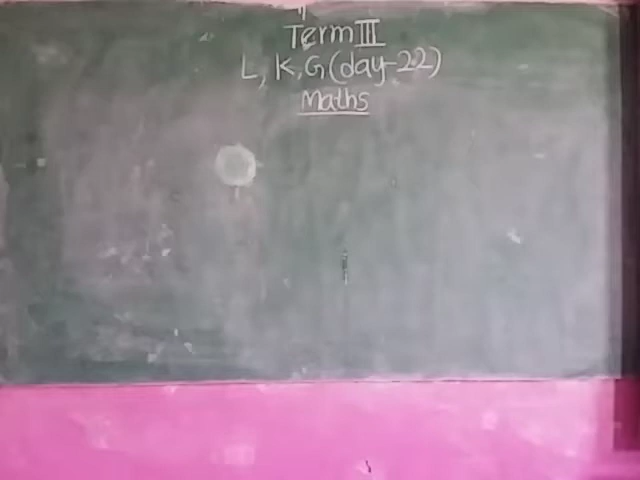 Term III
L, K, G (day-22)
Maths